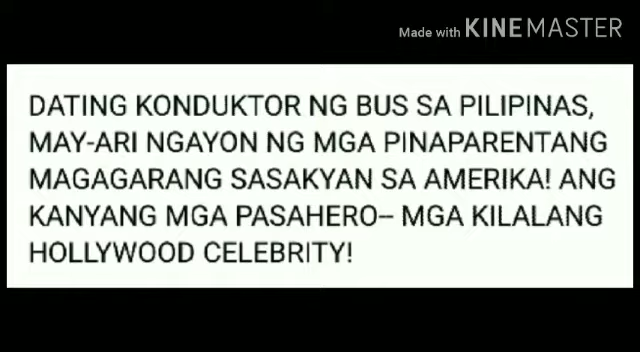 Made with KINEMASTER
DATING KONDUKTOR NG BUS SA PILIPINAS,
MAY-ARI NGAYON NG MGA PINAPARENTANG
MAGAGARANG SASAKYAN SA AMERIKA! ANG
KANYANG MGA PASAHERO-- MGA KILALANG
HOLLYWOOD CELEBRITY!